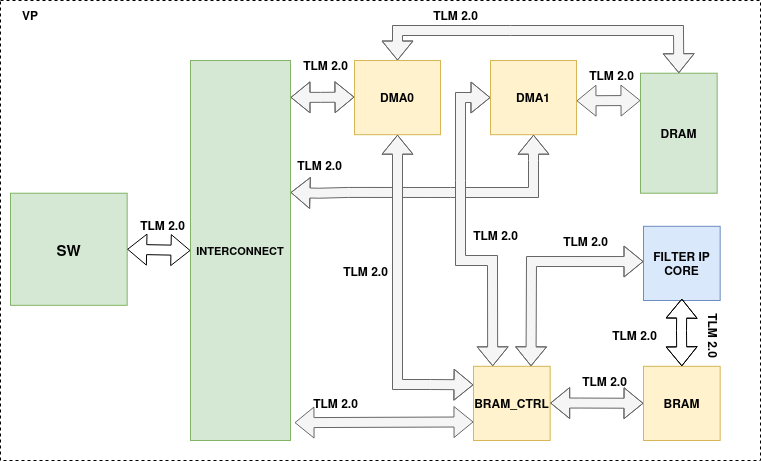 VP
TLM 2.0
TLM 2.0
DMA0
DMA1
TLM 2.0
DRAM
TLM 2.0
SW
TLM 2.0
INTERCONNECT
TLM 2.0
TLM 2.0
TLM 2.0
FILTER IP
CORE
TLM 2.0
TLM 2.0
TLM 2.0
TLM 2.0
BRAM_CTRL
BRAM